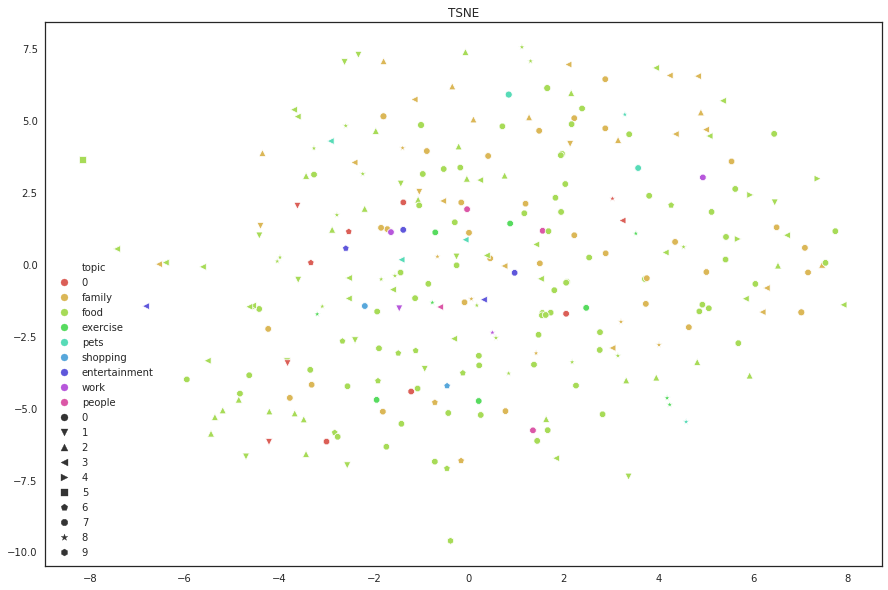 TSNE
7.5
5.0
2.5
0.0
−2.5
−5.0
−7.5
−10.0
topic
0
family
food
exercise
pets
shopping
entertainment
work
people
0
1
2
3
4
5
6
7
8
9
−8
−6
−4
−2
0
2
4
6
8